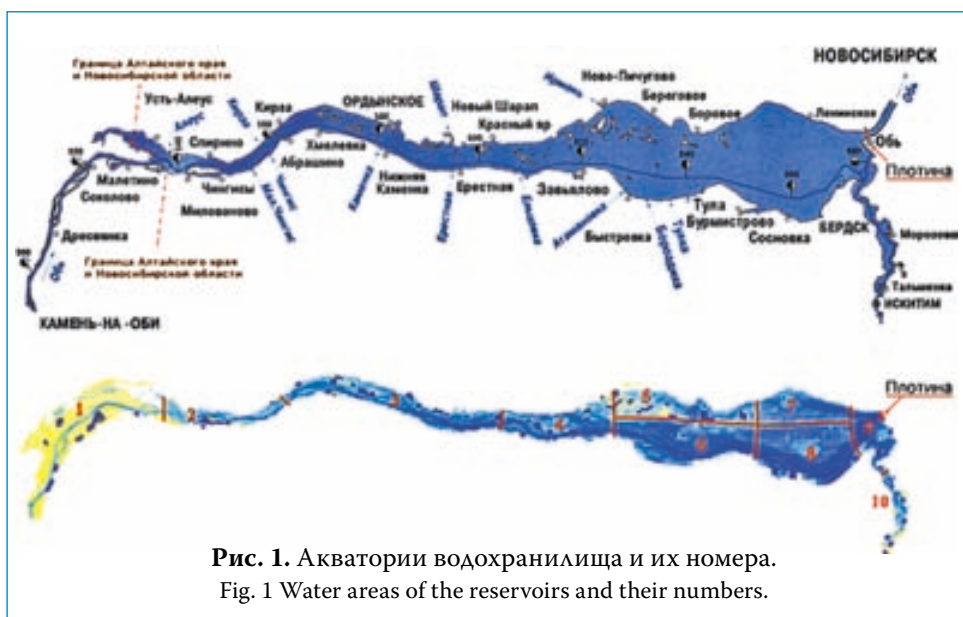 НОВОСИБИРСК
Граница Алтайского края
и Новосибирской области
Усть-Алеус
Алеус
Спирино
Кирза
ОРДЫНСКОЕ
Новый Шарап
Красный яр
Ново-Пичугово
Береговое
Боровое
Ленинское
Обь
Обь
Плотина
Малетино
Соколово
Чингисы
Милованово
Абрашино
Хмелевка
Нижняя
Каменка
Ерестная
Завьялово
Быстровка
Тула
Бурмистрово
Сосновка
БЕРДСК
Дресвянка
Обь
Граница Алтайского края
и Новосибирской области
Тальменка
ИСКИТИМ
КАМЕНЬ-НА-ОБИ
Плотина
1
2
3
4
5
7
8
10
Рис. 1. Акватории водохранилища и их номера.
Fig. 1 Water areas of the reservoirs and their numbers.